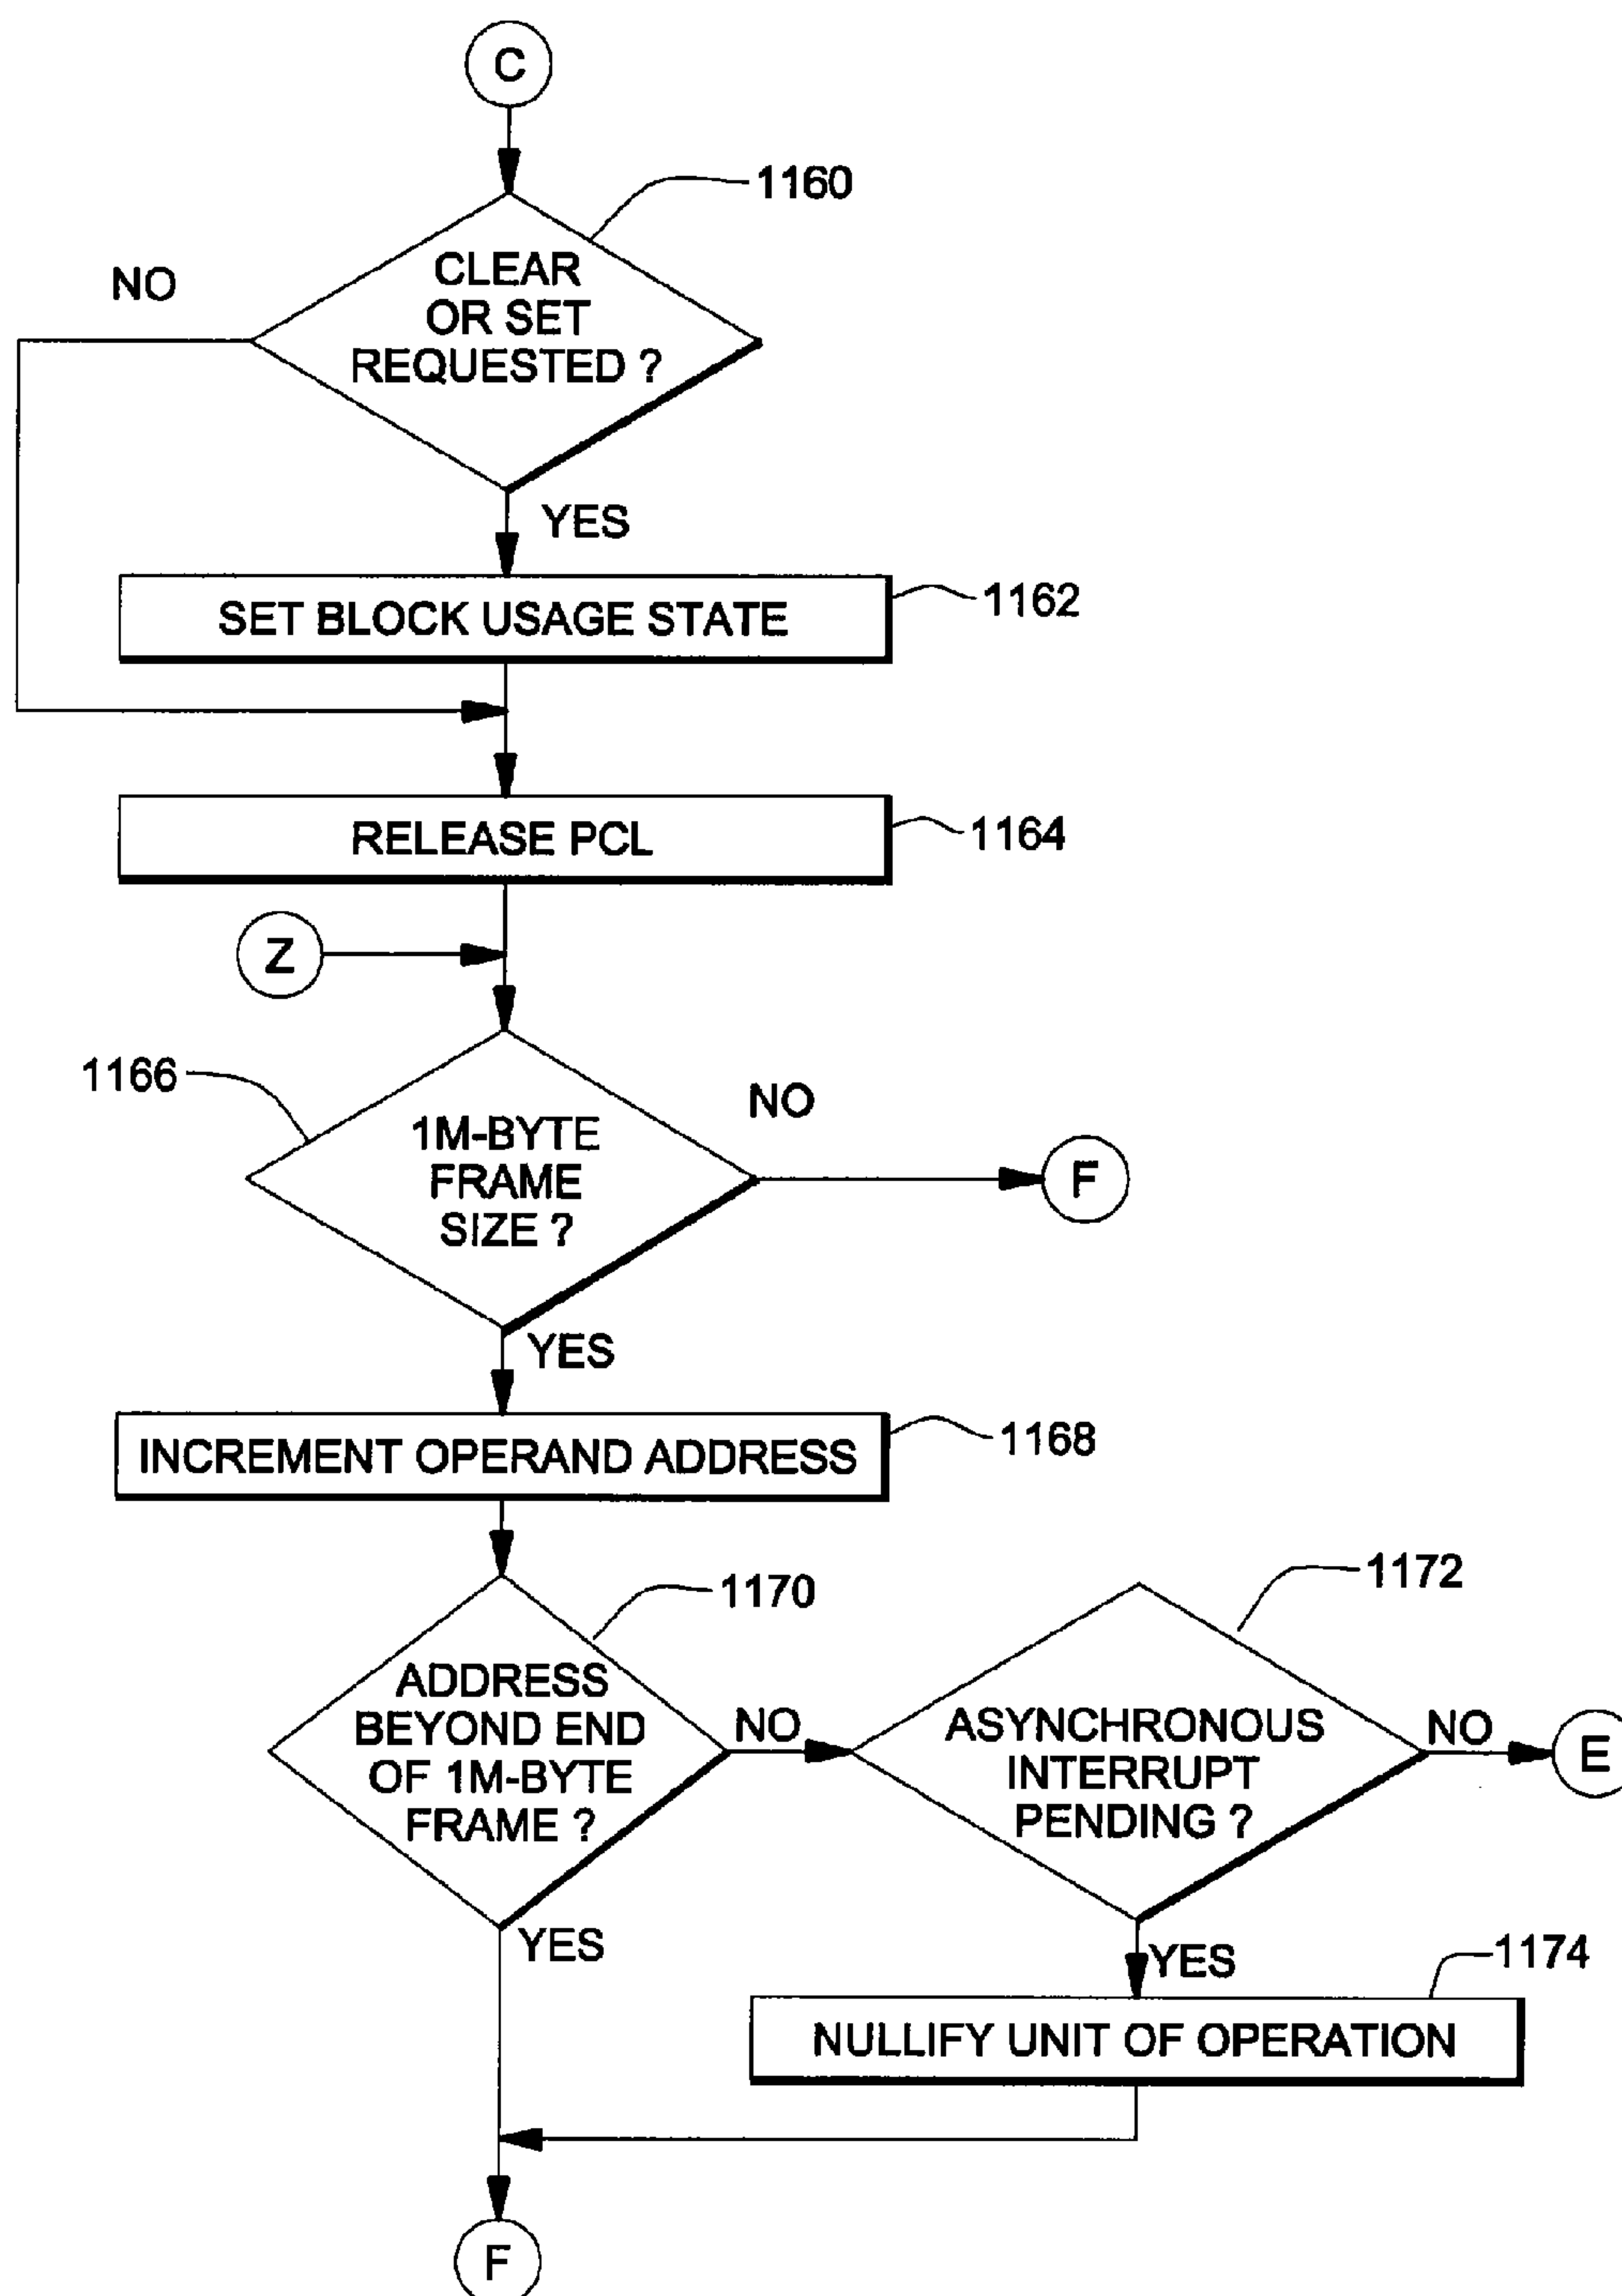 C
1160
NO
CLEAR
OR SET
REQUESTED ?
YES
SET BLOCK USAGE STATE
1162
RELEASE PCL
1164
Z
1166
NO
1M-BYTE
FRAME
SIZE ?
F
YES
INCREMENT OPERAND ADDRESS
1168
1170
1172
ADDRESS
BEYOND END
OF 1M-BYTE
FRAME ?
NO
ASYNCHRONOUS
INTERRUPT
PENDING ?
NO
E
YES
YES
1174
NULLIFY UNIT OF OPERATION
F